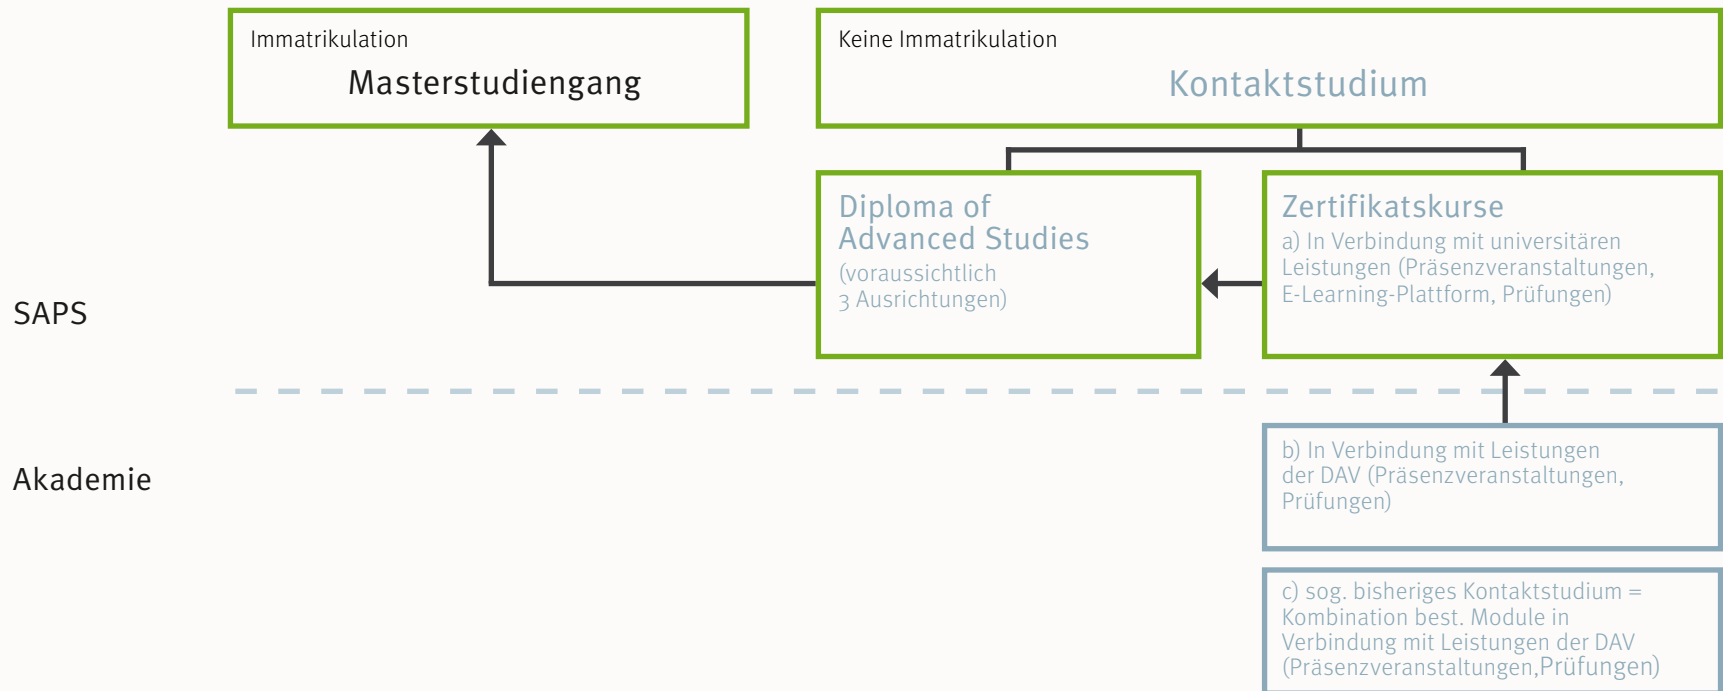 Immatrikulation
Masterstudiengang
Keine Immatrikulation
Kontaktstudium
Diploma of
Advanced Studies
(voraussichtlich
3 Ausrichtungen)
Zertifikatskurse
a) In Verbindung mit universitären
Leistungen (Präsenzveranstaltungen,
E-Learning-Plattform, Prüfungen)
SAPS
Akademie
b) In Verbindung mit Leistungen
der DAV (Präsenzveranstaltungen,
Prüfungen)
c) sog. bisheriges Kontaktstudium =
Kombination best. Module in
Verbindung mit Leistungen der DAV
(Präsenzveranstaltungen,Prüfungen)